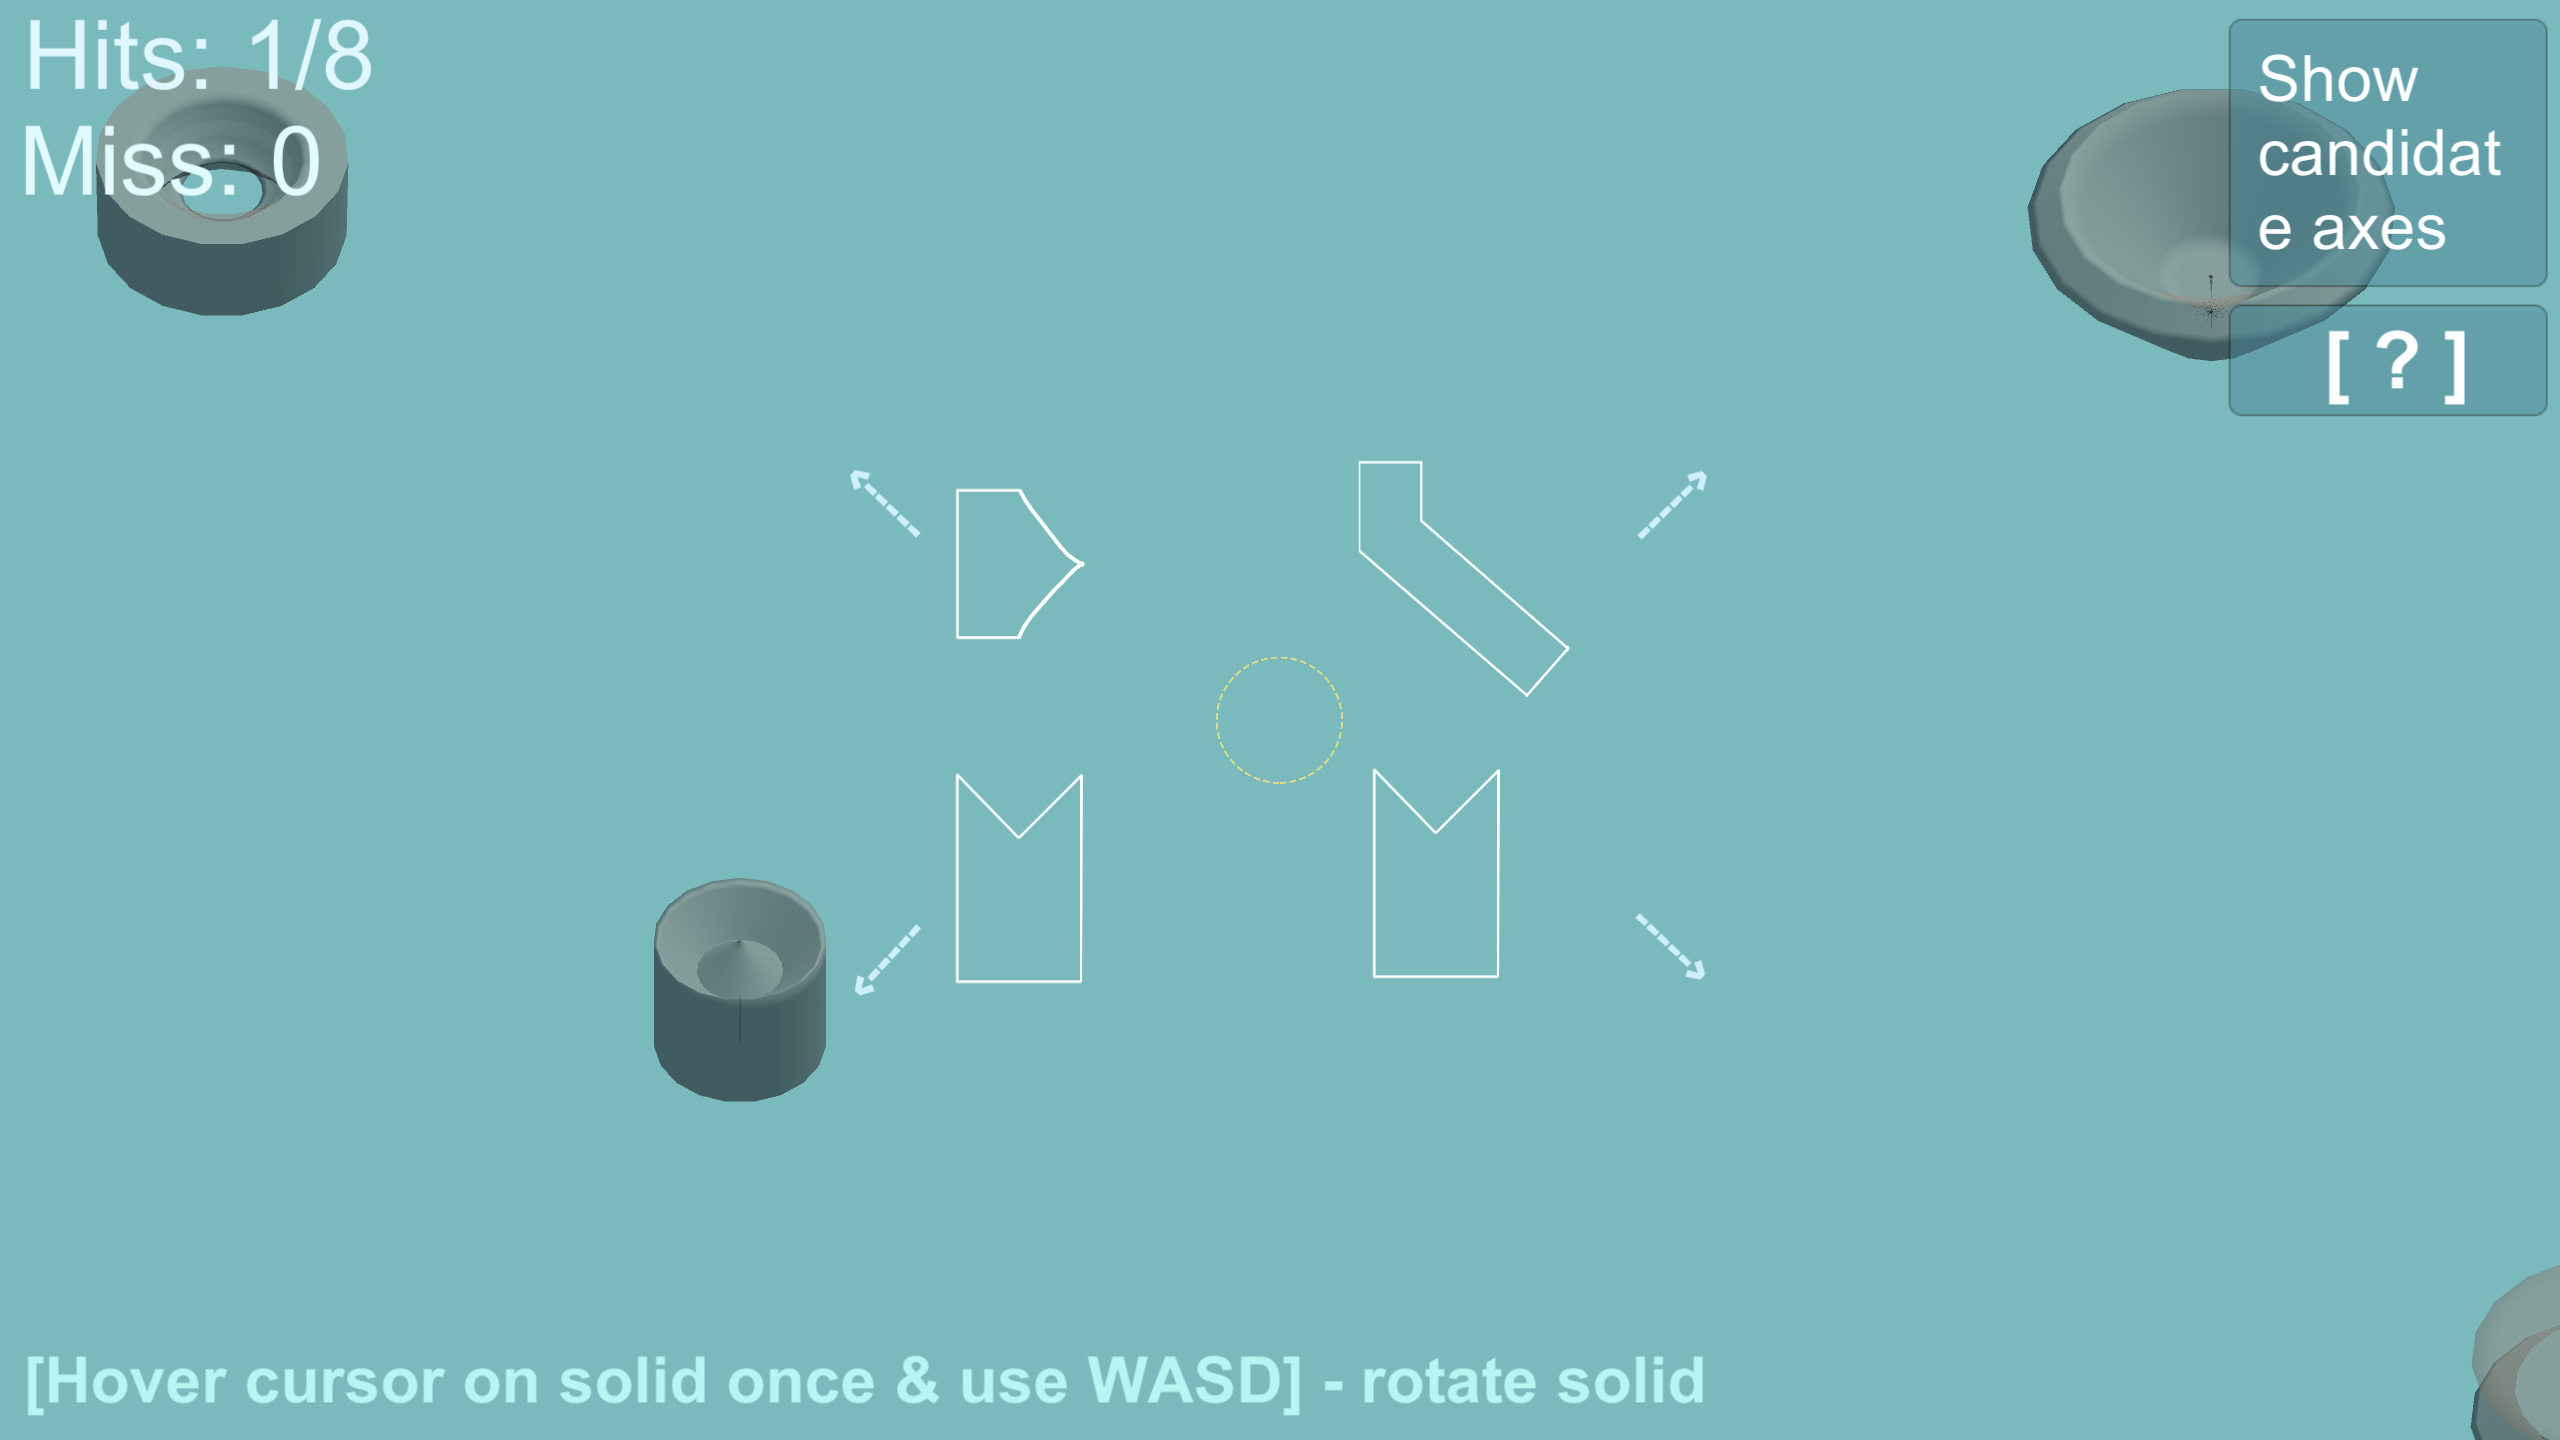 Hits: 1/8
Miss: 0
Show
candidat
e axes
[ ? ]
[Hover cursor on solid once & use WASD] - rotate solid